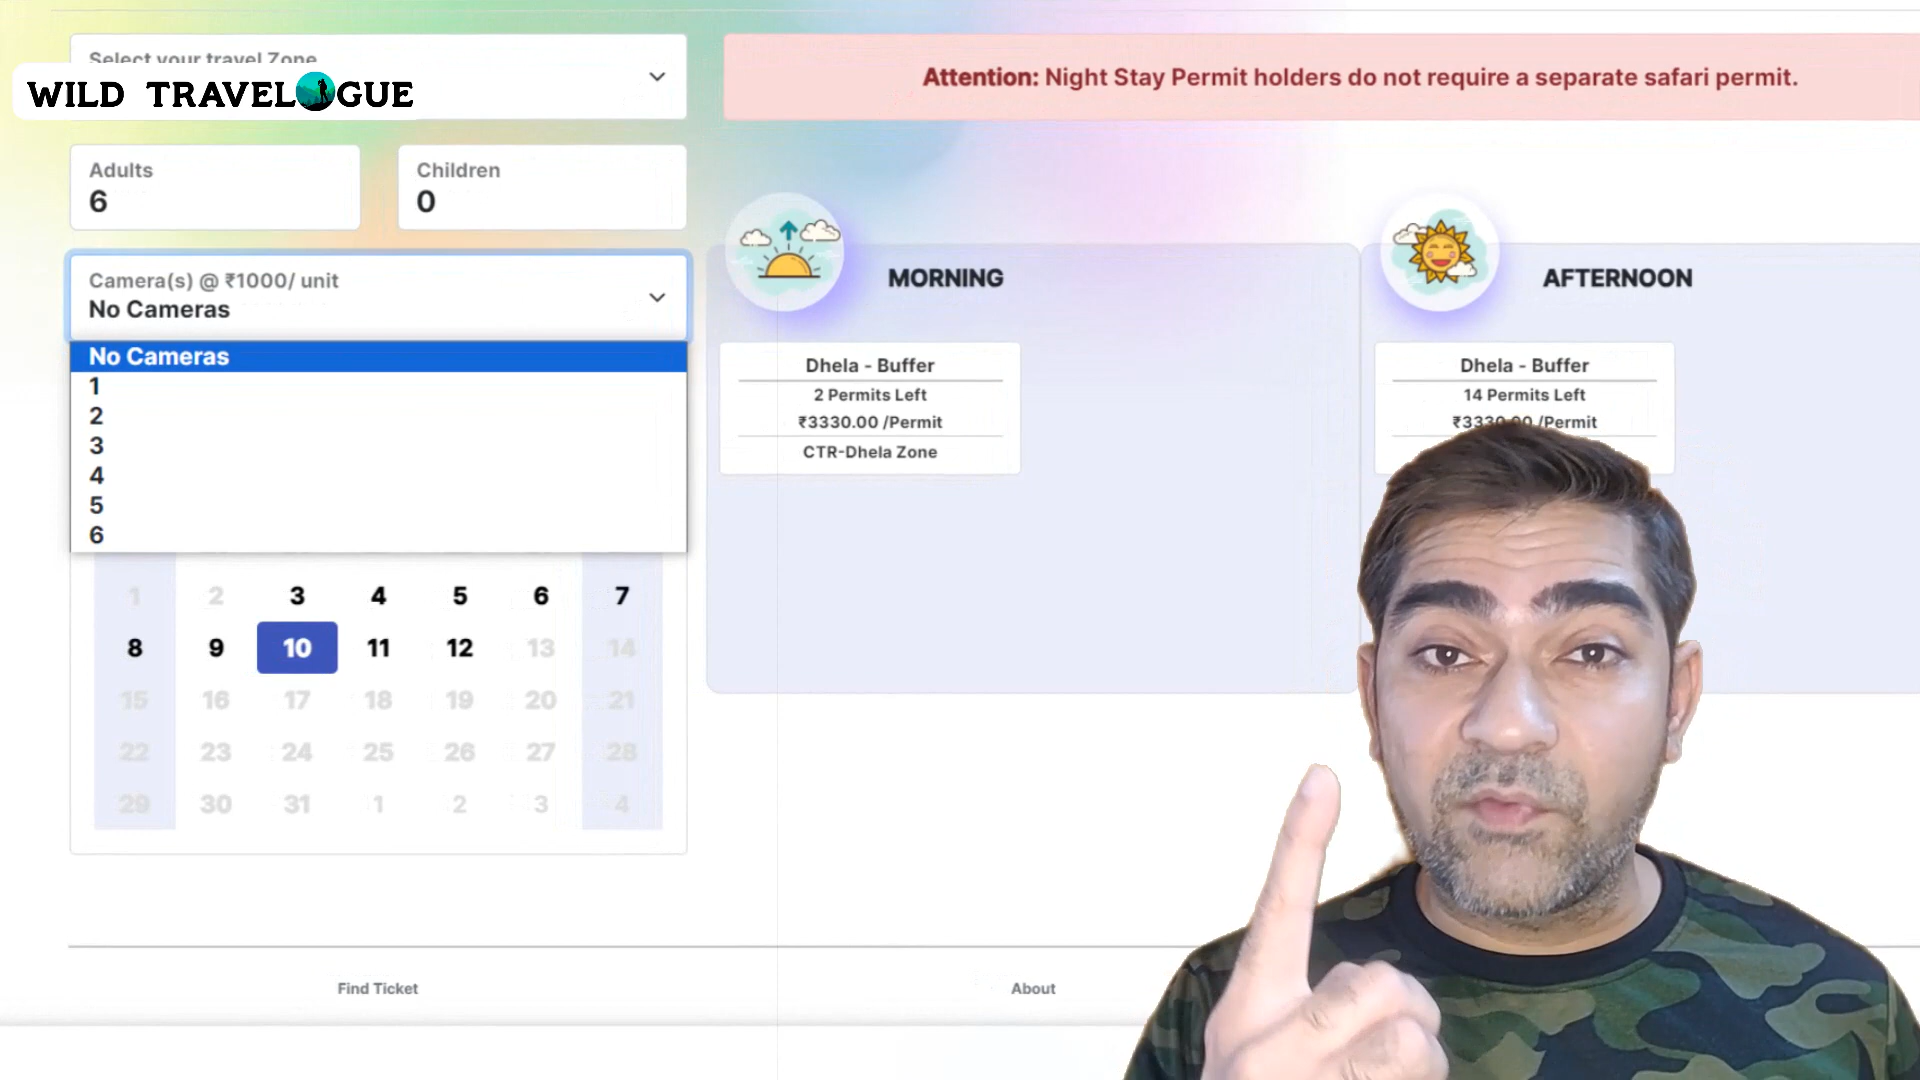 Select your travel Zone
WILD TRAVELOGUE
Attention: Night Stay Permit holders do not require a separate safari permit.
Adults
6
Children
0
Camera(s) @ ₹1000/ unit
No Cameras
No Cameras
1
2
3
4
5
6
1 2 3 4 5 6 7
8 9 10 11 12 13 14
15 16 17 18 19 20 21
22 23 24 25 26 27 28
29 30 31 1 2 3 4
MORNING
Dhela - Buffer
2 Permits Left
₹3330.00 /Permit
CTR-Dhela Zone
AFTERNOON
Dhela - Buffer
14 Permits Left
₹3330.00 /Permit
Find Ticket
About